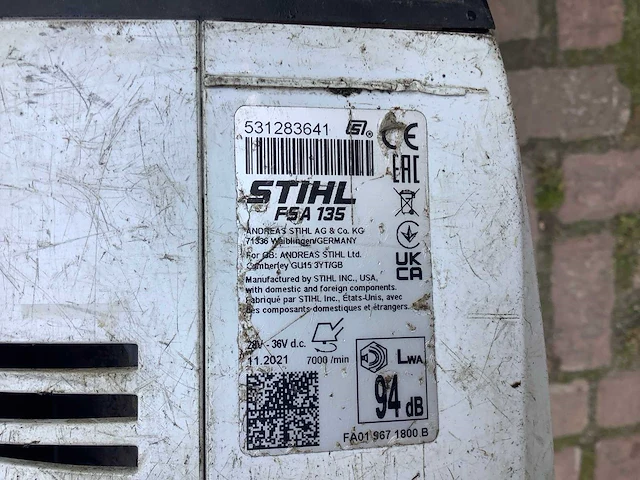 531283641 S ®
CE
EAC
STIHL
FSA 135
ANDREAS STIHL AG & Co. KG
71336 Waiblingen/GERMANY
For GB: ANDREAS STIHL Ltd.
Camberley GU15 3YT/GB
UK
CA
Manufactured by STIHL INC., USA,
with domestic and foreign components.
Fabriqué par STIHL Inc., États-Unis, avec
des composants domestiques et étrangers.
28V - 36V d.c.
11.2021 7000 /min
LWA
94 dB
FA01 967 1800 B